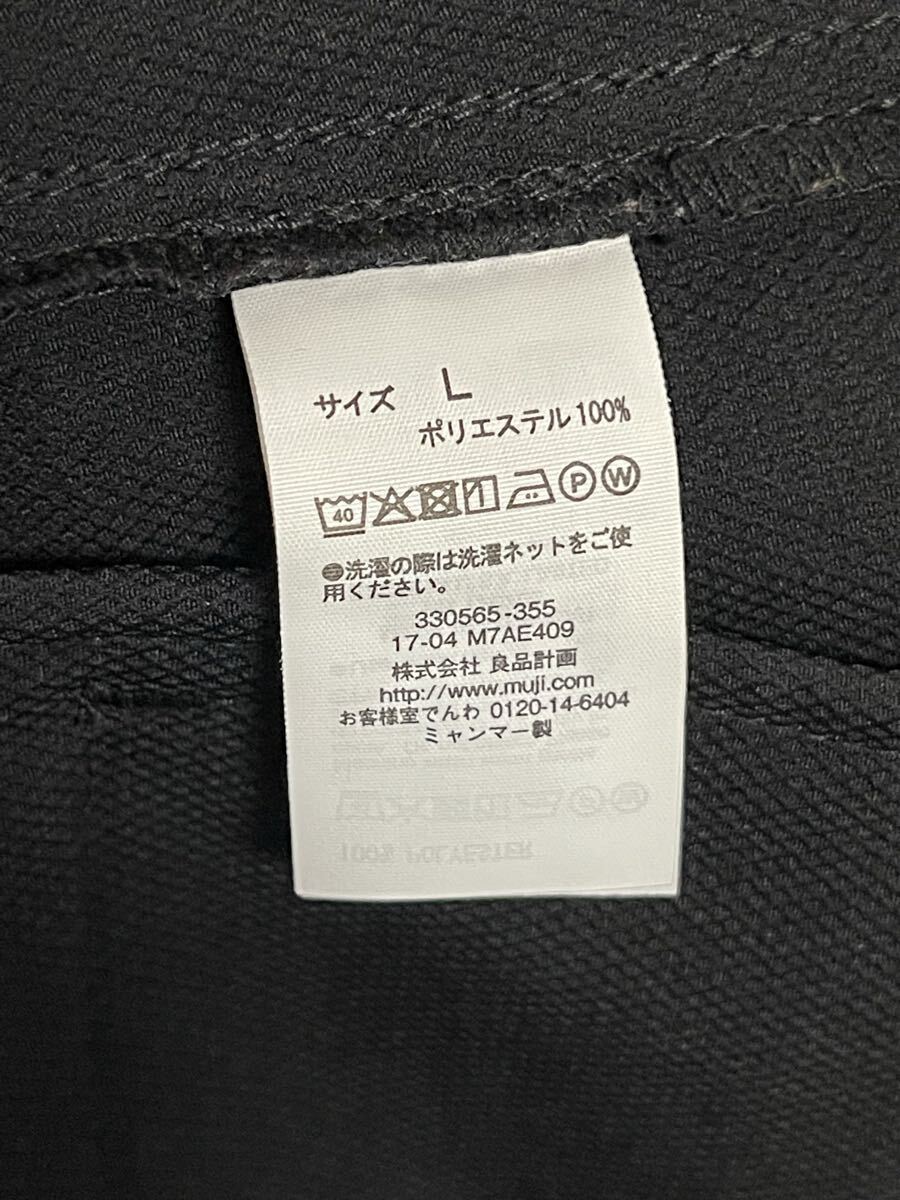 サイズ L
ポリエステル100%
40 P W
洗濯の際は洗濯ネットをご使
用ください。
330565-355
17-04 M7AE409
株式会社 良品計画
http://www.muji.com
お客様室でんわ 0120-14-6404
ミャンマー製
100% POLYESTER